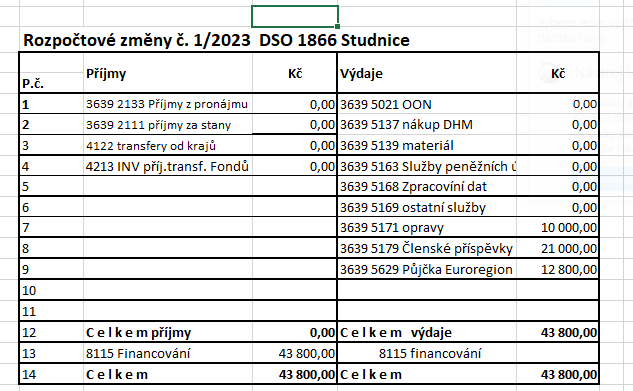 Rozpočtové změny č. 1/2023 DSO 1866 Studnice
P.č. Příjmy Kč Výdaje Kč
1 3639 2133 Příjmy z pronájmu 0,00 3639 5021 OON 0,00
2 3639 2111 příjmy za stany 0,00 3639 5137 nákup DHM 0,00
3 4122 transfery od krajů 0,00 3639 5139 materiál 0,00
4 4213 INV příj.transf. Fondů 0,00 3639 5163 Služby peněžních ú 0,00
5 3639 5168 Zpracovíní dat 0,00
6 3639 5169 ostatní služby 0,00
7 3639 5171 opravy 10 000,00
8 3639 5179 Členské příspěvky 21 000,00
9 3639 5629 Půjčka Euroregion 12 800,00
10
11
12 C e l k e m příjmy 0,00 C e l k e m výdaje 43 800,00
13 8115 Financování 43 800,00 8115 financování
14 C e l k e m 43 800,00 C e l k e m 43 800,00